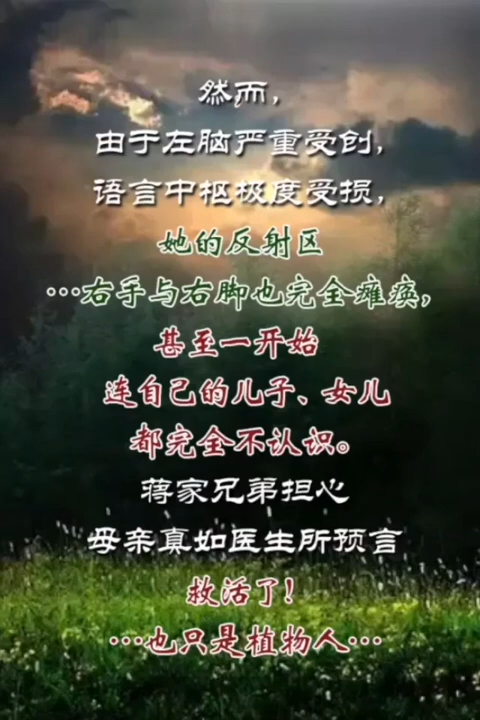 然而，
由于左脑严重受创，
语言中枢极度受损，
她的反射区
…右手与右脚也完全瘫痪，
甚至一开始
连自己的儿子、女儿
都完全不认识。
蒋家兄弟担心
母亲真如医生所预言
救活了！
…也只是植物人…